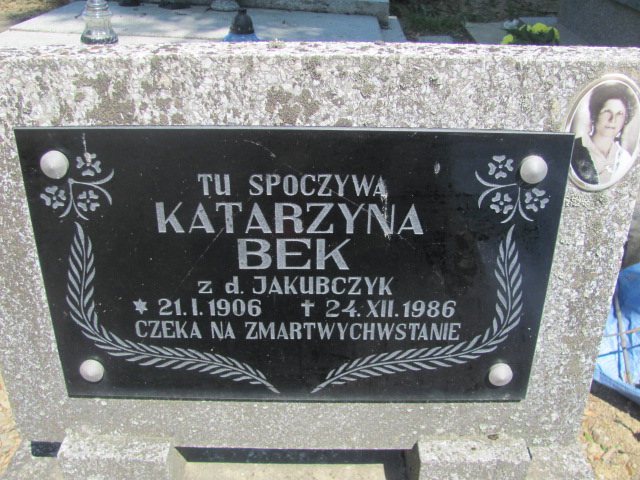 TU SPOCZYWA
KATARZYNA
BEK
z d. JAKUBCZYK
* 21.I.1906 † 24.XII.1986
CZEKA NA ZMARTWYCHWSTANIE